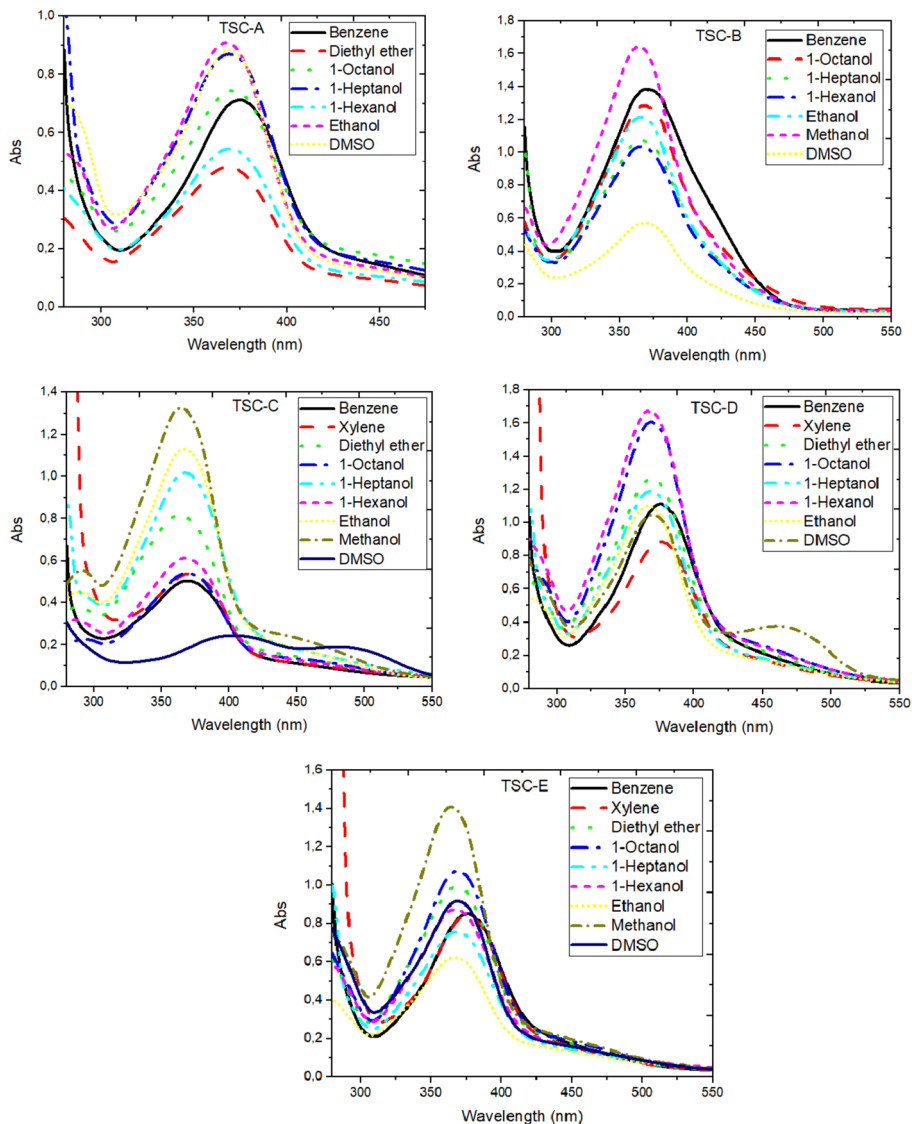 TSC-A
Benzene
Diethyl ether
1-Octanol
1-Heptanol
1-Hexanol
Ethanol
DMSO
1,0
0,8
0,6
0,4
0,2
0,0
Abs
300 350 400 450
Wavelength (nm)
TSC-B
Benzene
1-Octanol
1-Heptanol
1-Hexanol
Ethanol
Methanol
DMSO
1.8
1.6
1.4
1.2
1.0
0.8
0.6
0.4
0.2
0.0
Abs
300 350 400 450 500 550
Wavelength (nm)
TSC-C
Benzene
Xylene
Diethyl ether
1-Octanol
1-Heptanol
1-Hexanol
Ethanol
Methanol
DMSO
1,4
1,2
1,0
0,8
0,6
0,4
0,2
0,0
Abs
300 350 400 450 500 550
Wavelength (nm)
TSC-D
Benzene
Xylene
Diethyl ether
1-Octanol
1-Heptanol
1-Hexanol
Ethanol
DMSO
1.8
1.6
1.4
1.2
1.0
0.8
0.6
0.4
0.2
0.0
Abs
300 350 400 450 500 550
Wavelength (nm)
TSC-E
Benzene
Xylene
Diethyl ether
1-Octanol
1-Heptanol
1-Hexanol
Ethanol
Methanol
DMSO
1,6
1,4
1,2
1,0
0,8
0,6
0,4
0,2
0,0
Abs
300 350 400 450 500 550
Wavelength (nm)